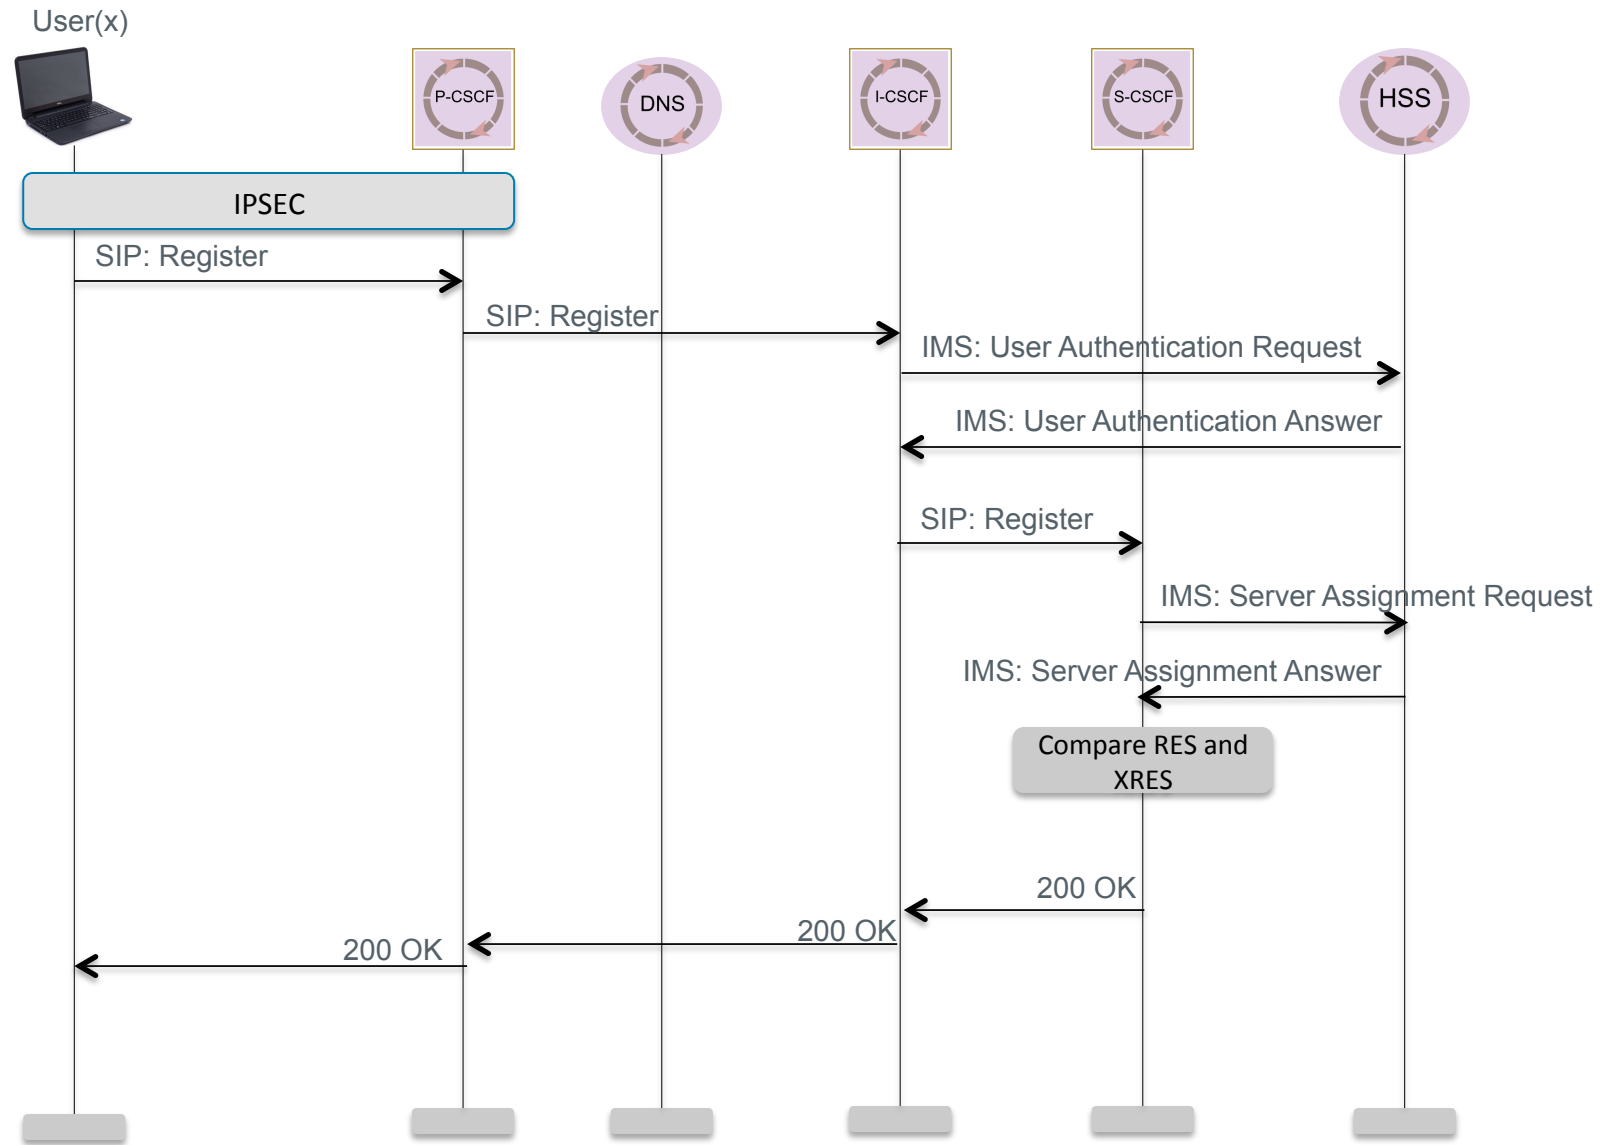 User(x)
P-CSCF
DNS
I-CSCF
S-CSCF
HSS
IPSEC
SIP: Register
SIP: Register
IMS: User Authentication Request
IMS: User Authentication Answer
SIP: Register
IMS: Server Assignment Request
IMS: Server Assignment Answer
Compare RES and
XRES
200 OK
200 OK
200 OK